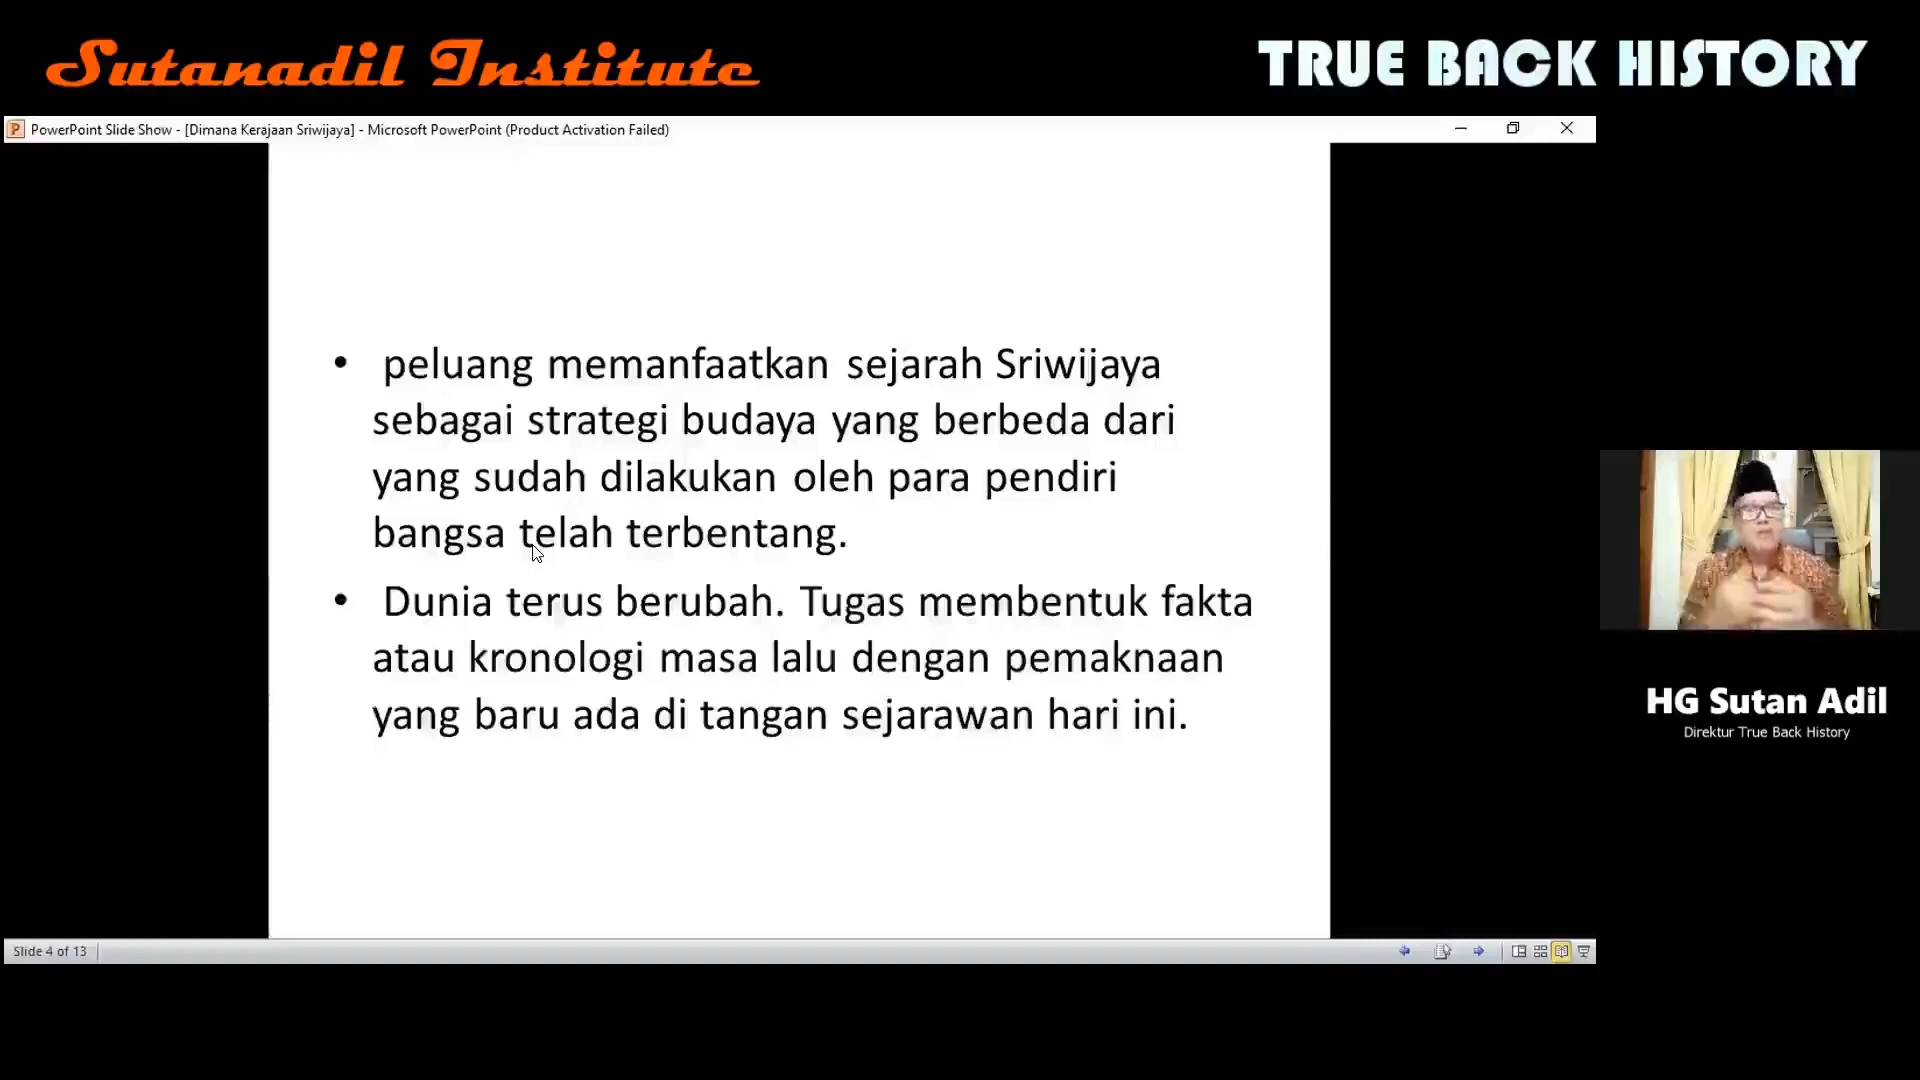 Sutanadil Institute
TRUE BACK HISTORY
PowerPoint Slide Show - [Dimana Kerajaan Sriwijaya] - Microsoft PowerPoint (Product Activation Failed)
• peluang memanfaatkan sejarah Sriwijaya
sebagai strategi budaya yang berbeda dari
yang sudah dilakukan oleh para pendiri
bangsa telah terbentang.
• Dunia terus berubah. Tugas membentuk fakta
atau kronologi masa lalu dengan pemaknaan
yang baru ada di tangan sejarawan hari ini.
HG Sutan Adil
Direktur True Back History
Slide 4 of 13